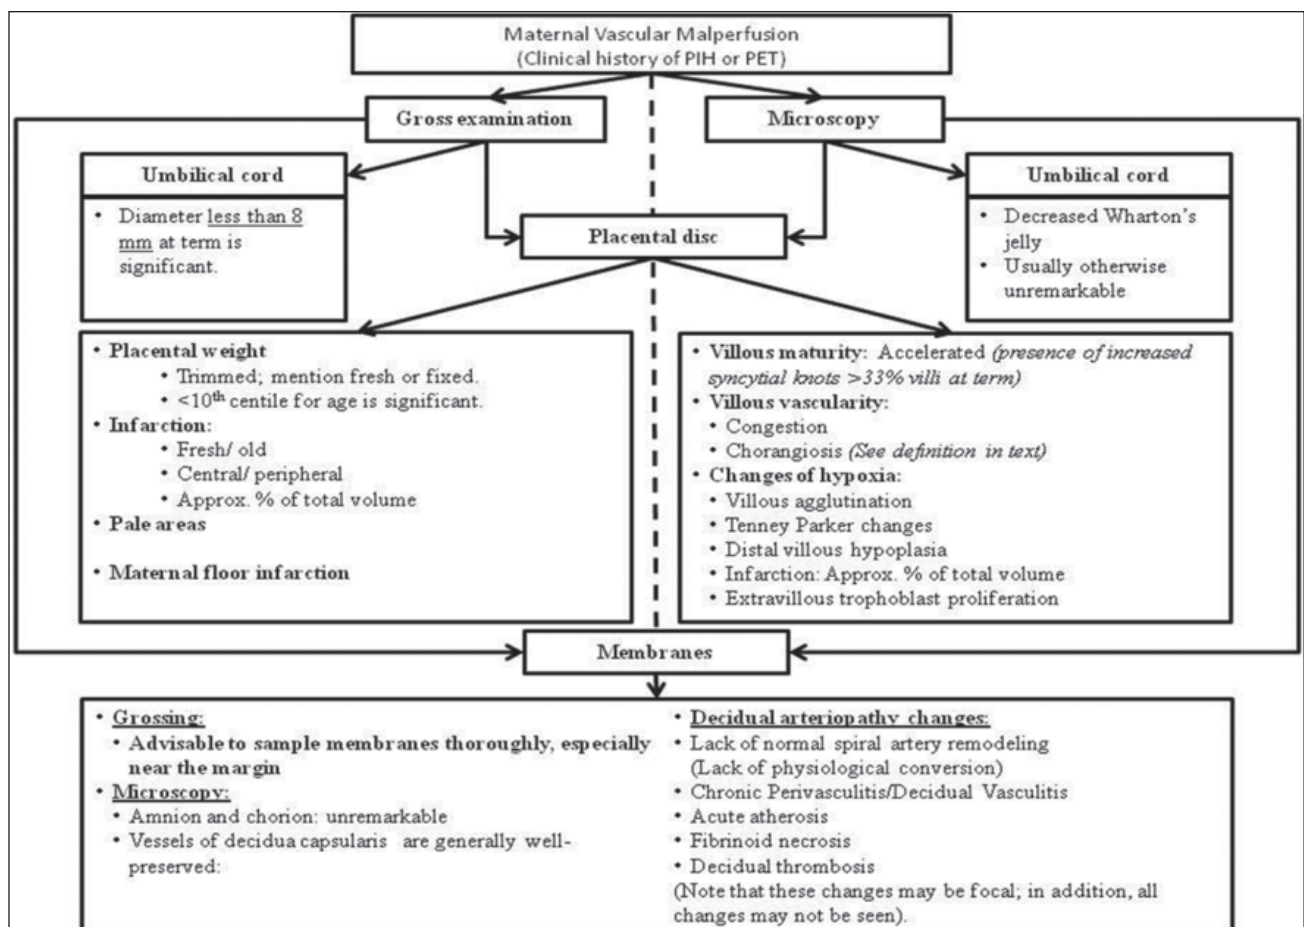 Maternal Vascular Malperfusion
(Clinical history of PIH or PET)
Gross examination
Microscopy
Umbilical cord
• Diameter less than 8
mm at term is
significant.
Umbilical cord
• Decreased Wharton's
jelly
• Usually otherwise
unremarkable
Placental disc
• Placental weight
• Trimmed; mention fresh or fixed.
• <10th centile for age is significant.
• Infarction:
• Fresh/ old
• Central/ peripheral
• Approx. % of total volume
• Pale areas
• Maternal floor infarction
• Villous maturity: Accelerated (presence of increased
syncytial knots >33% villi at term)
• Villous vascularity:
• Congestion
• Chorangiosis (See definition in text)
• Changes of hypoxia:
• Villous agglutination
• Tenney Parker changes
• Distal villous hypoplasia
• Infarction: Approx. % of total volume
• Extravillous trophoblast proliferation
Membranes
• Grossing:
• Advisable to sample membranes thoroughly, especially
near the margin
• Microscopy:
• Amnion and chorion: unremarkable
• Vessels of decidua capsularis are generally well-
preserved:
• Decidual arteriopathy changes:
• Lack of normal spiral artery remodeling
(Lack of physiological conversion)
• Chronic Perivasculitis/Decidual Vasculitis
• Acute atherosis
• Fibrinoid necrosis
• Decidual thrombosis
(Note that these changes may be focal; in addition, all
changes may not be seen).